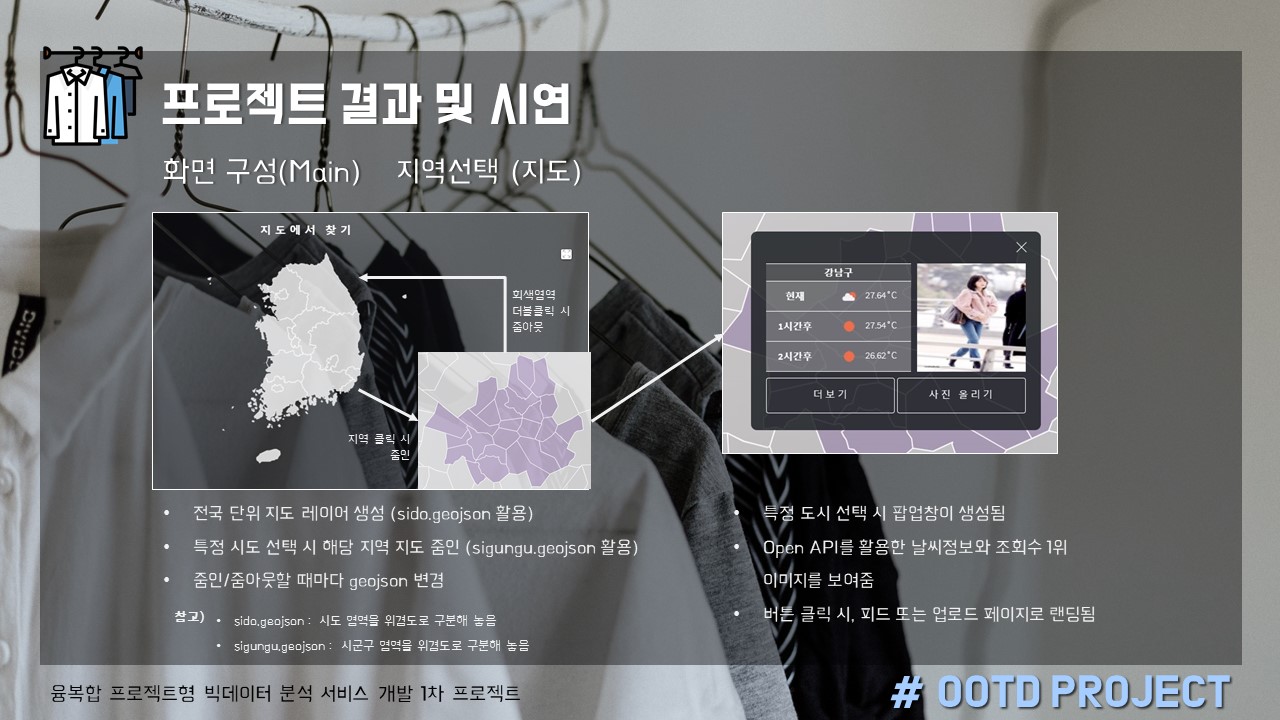 프로젝트 결과 및 시연
화면 구성(Main) 지역선택 (지도)
지도에서 찾기
회색영역
더블클릭 시
줌아웃
지역 클릭 시
줌인
강남구
현재 27.64°C
1시간후 27.54°C
2시간후 26.62°C
더보기 사진 올리기
• 전국 단위 지도 레이어 생성 (sido.geojson 활용)
• 특정 시도 선택 시 해당 지역 지도 줌인 (sigungu.geojson 활용)
• 줌인/줌아웃할 때마다 geojson 변경
참고) • sido.geojson : 시도 영역을 위경도로 구분해 놓음
• sigungu.geojson : 시군구 영역을 위경도로 구분해 놓음
• 특정 도시 선택 시 팝업창이 생성됨
• Open API를 활용한 날씨정보와 조회수 1위
이미지를 보여줌
• 버튼 클릭 시, 피드 또는 업로드 페이지로 랜딩됨
융복합 프로젝트형 빅데이터 분석 서비스 개발 1차 프로젝트
# OOTD PROJECT